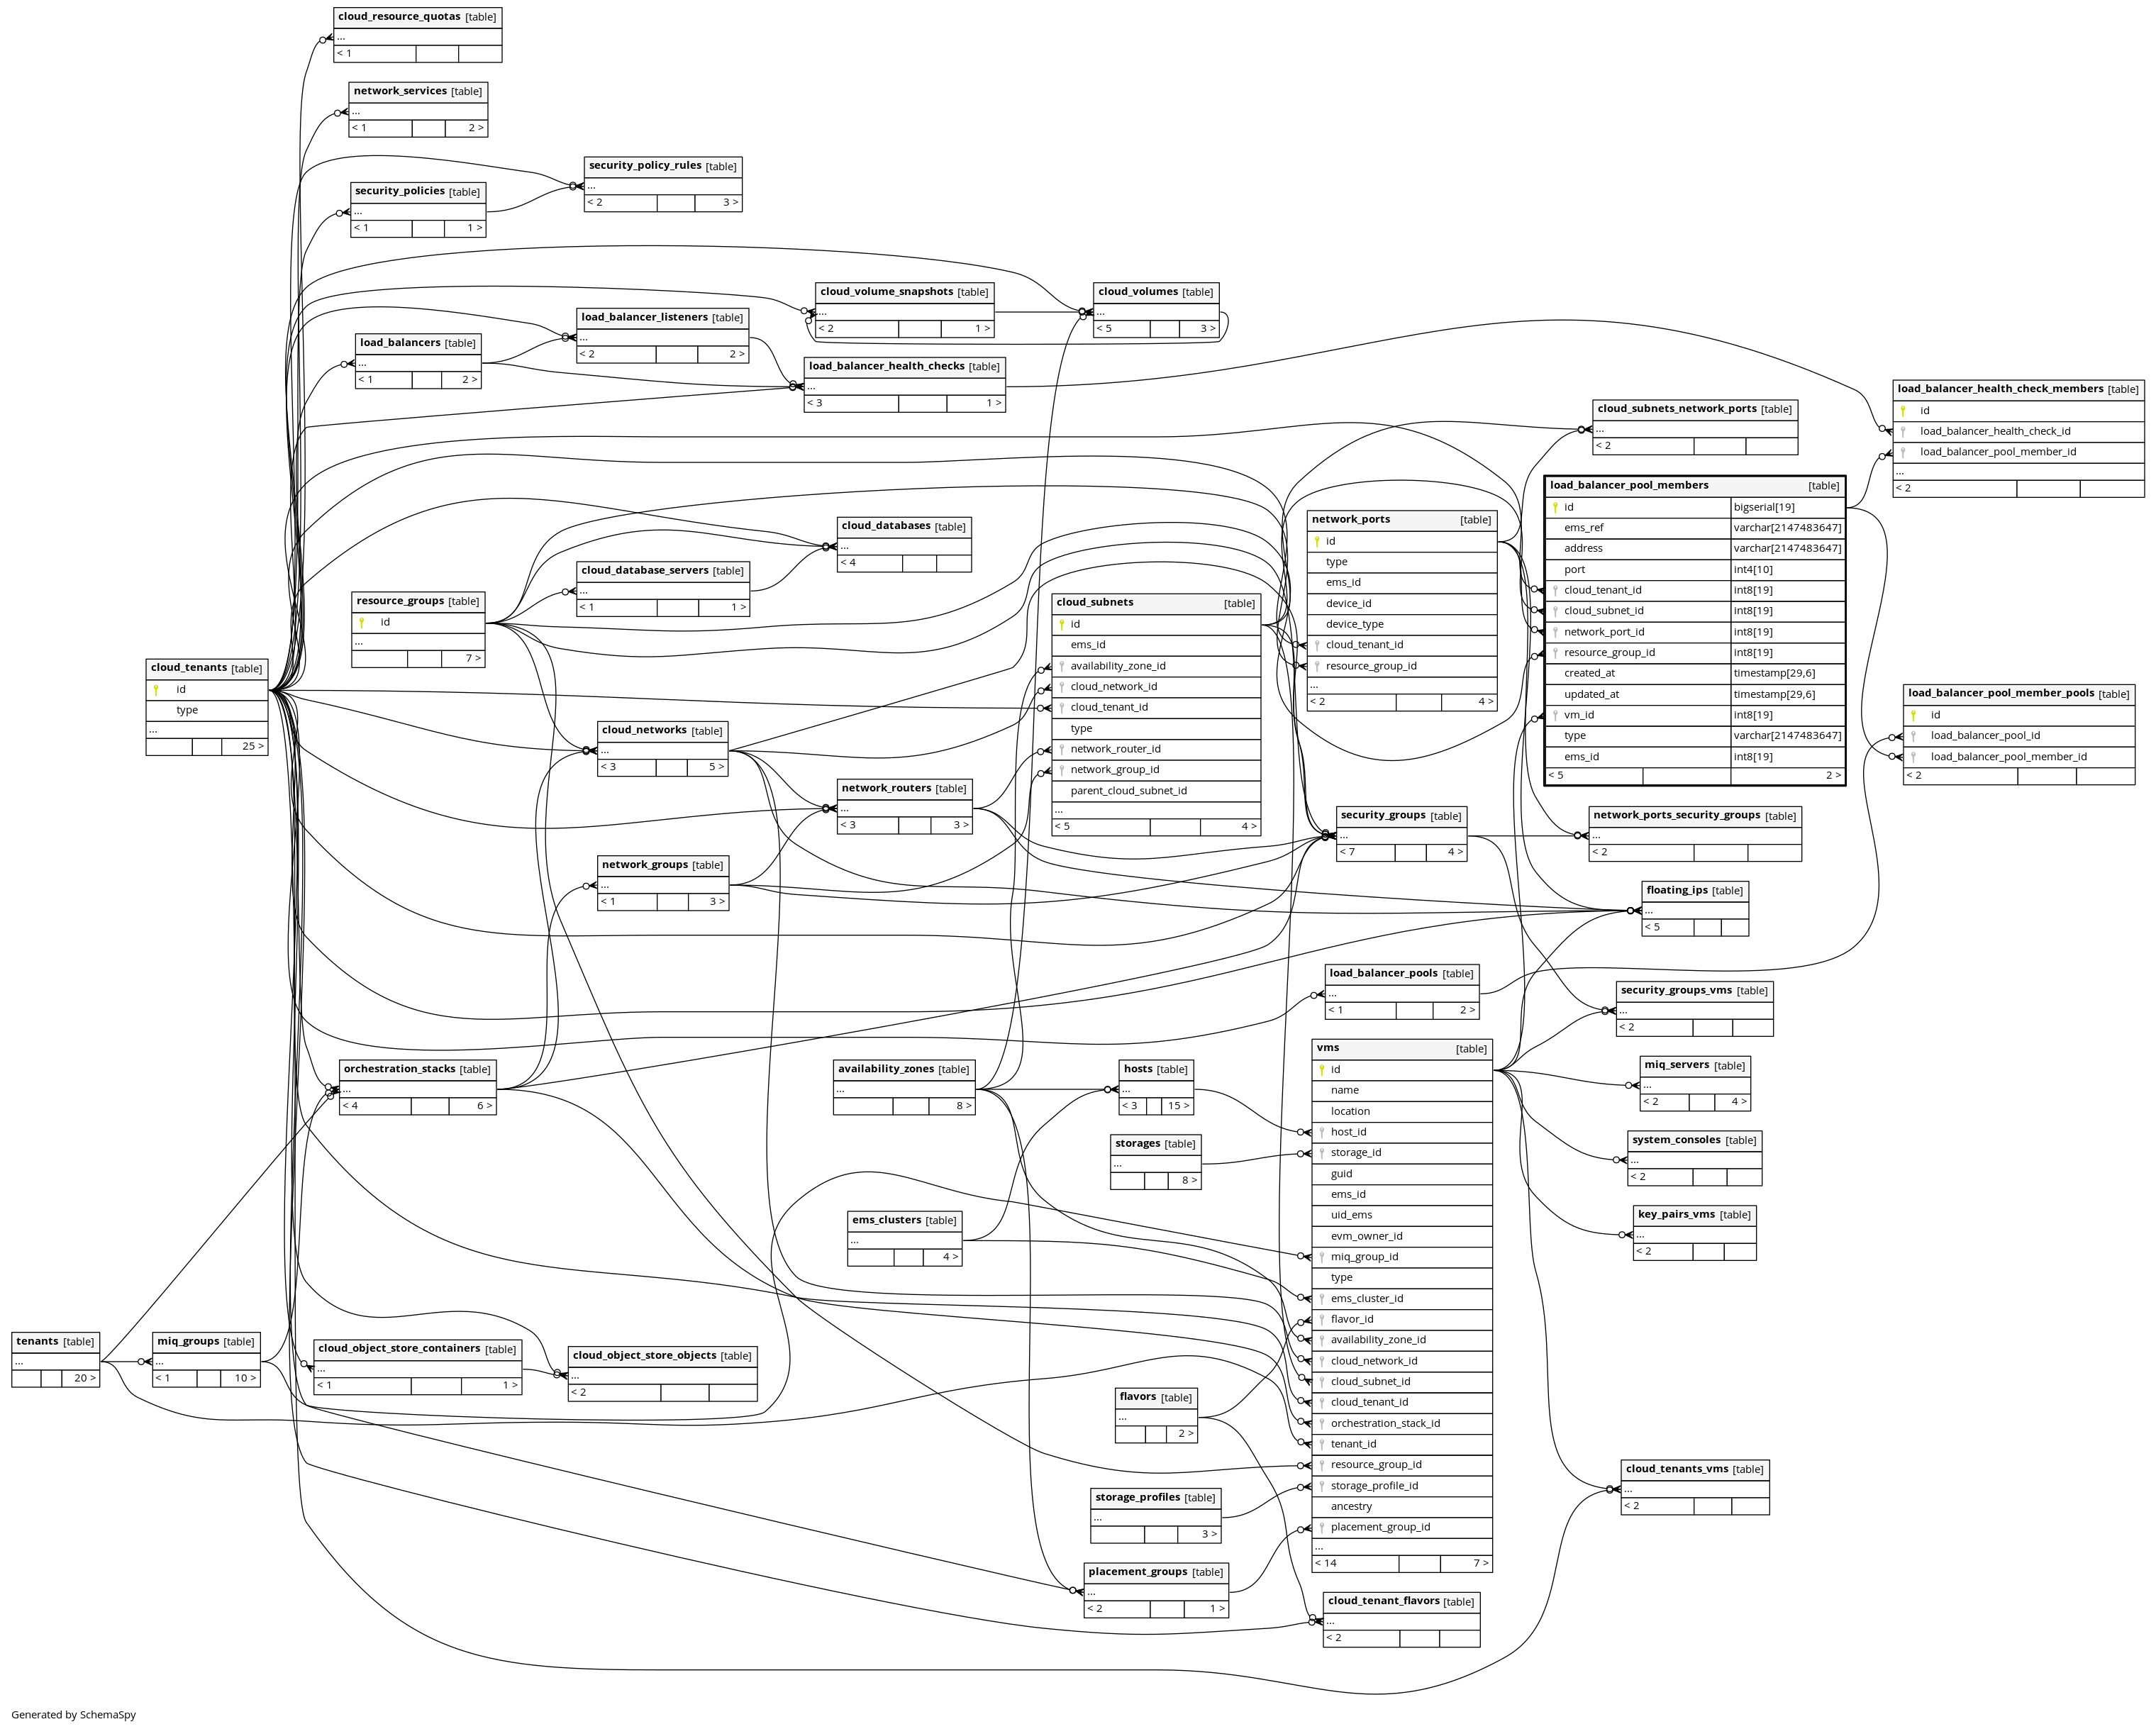 cloud_resource_quotas [table]
...
< 1
network_services [table]
...
< 1 2 >
security_policy_rules [table]
...
< 2 3 >
security_policies [table]
...
< 1 1 >
cloud_volume_snapshots [table]
...
< 2 1 >
cloud_volumes [table]
...
< 5 3 >
load_balancer_listeners [table]
...
< 2 2 >
load_balancers [table]
...
< 1 2 >
load_balancer_health_checks [table]
...
< 3 1 >
load_balancer_health_check_members [table]
id
load_balancer_health_check_id
load_balancer_pool_member_id
...
< 2
cloud_subnets_network_ports [table]
...
< 2
load_balancer_pool_members [table]
id bigserial[19]
ems_ref varchar[2147483647]
address varchar[2147483647]
port int4[10]
cloud_tenant_id int8[19]
cloud_subnet_id int8[19]
network_port_id int8[19]
resource_group_id int8[19]
created_at timestamp[29,6]
updated_at timestamp[29,6]
vm_id int8[19]
type varchar[2147483647]
ems_id int8[19]
< 5 2 >
network_ports [table]
id
type
ems_id
device_id
device_type
cloud_tenant_id
resource_group_id
...
< 2 4 >
cloud_databases [table]
...
< 4
cloud_database_servers [table]
...
< 1 1 >
resource_groups [table]
id
...
7 >
cloud_subnets [table]
id
ems_id
availability_zone_id
cloud_network_id
cloud_tenant_id
type
network_router_id
network_group_id
parent_cloud_subnet_id
...
< 5 4 >
cloud_tenants [table]
id
type
...
25 >
load_balancer_pool_member_pools [table]
id
load_balancer_pool_id
load_balancer_pool_member_id
< 2
cloud_networks [table]
...
< 3 5 >
network_routers [table]
...
< 3 3 >
security_groups [table]
...
< 7 4 >
network_ports_security_groups [table]
...
< 2
network_groups [table]
...
< 1 3 >
floating_ips [table]
...
< 5
load_balancer_pools [table]
...
< 1 2 >
security_groups_vms [table]
...
< 2
orchestration_stacks [table]
...
< 4 6 >
availability_zones [table]
...
8 >
hosts [table]
...
< 3 15 >
vms [table]
id
name
location
host_id
storage_id
guid
ems_id
uid_ems
evm_owner_id
miq_group_id
type
ems_cluster_id
flavor_id
availability_zone_id
cloud_network_id
cloud_subnet_id
cloud_tenant_id
orchestration_stack_id
tenant_id
resource_group_id
storage_profile_id
ancestry
placement_group_id
...
< 14 7 >
miq_servers [table]
...
< 2 4 >
storages [table]
...
8 >
system_consoles [table]
...
< 2
key_pairs_vms [table]
...
< 2
ems_clusters [table]
...
4 >
tenants [table]
...
20 >
miq_groups [table]
...
< 1 10 >
cloud_object_store_containers [table]
...
< 1 1 >
cloud_object_store_objects [table]
...
< 2
flavors [table]
...
2 >
cloud_tenants_vms [table]
...
< 2
storage_profiles [table]
...
3 >
placement_groups [table]
...
< 2 1 >
cloud_tenant_flavors [table]
...
< 2
Generated by SchemaSpy